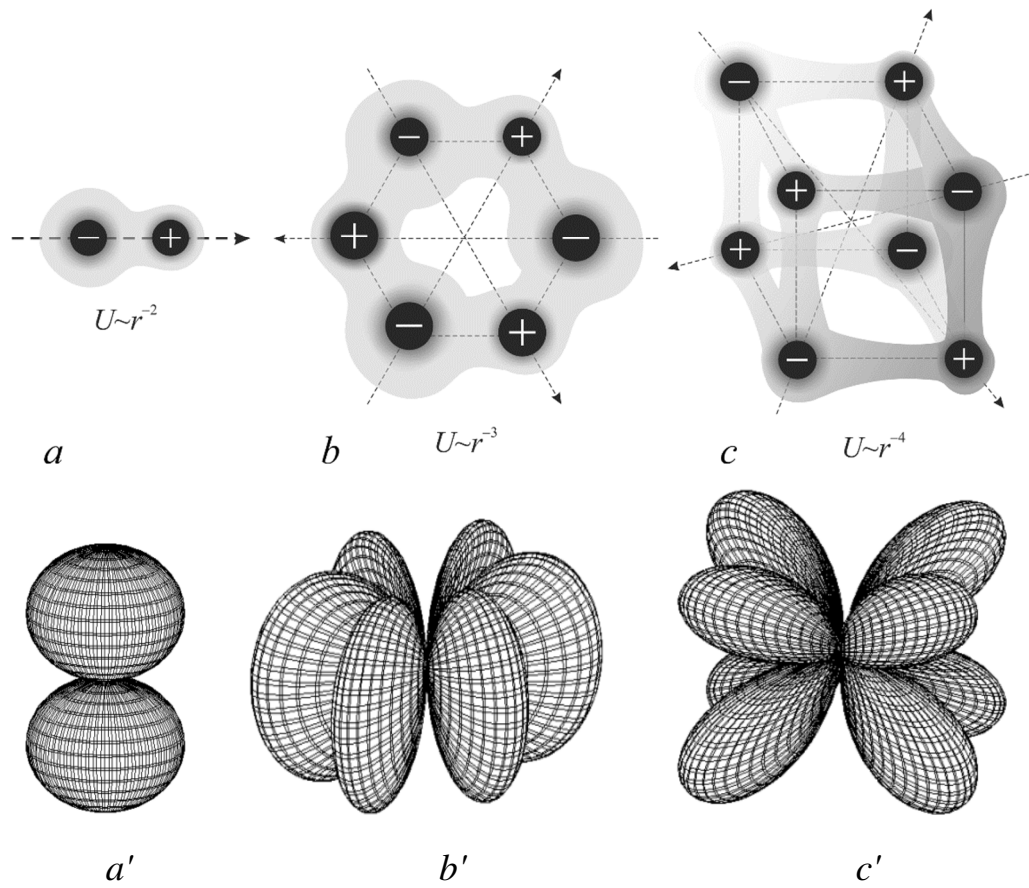 − + − + − +
+ − + −
+ −
− + − +
U~r⁻²
U~r⁻³
U~r⁻⁴
a b c
a′ b′ c′